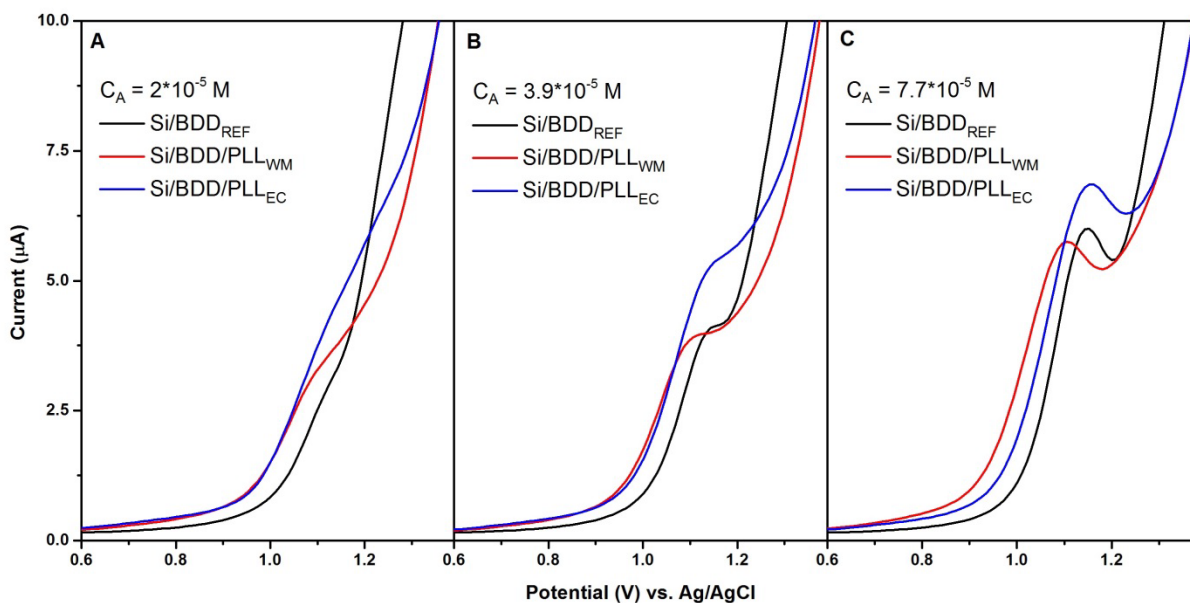 10.0
7.5
5.0
2.5
0.0
Current (μA)
A
C_A = 2*10^-5 M
Si/BDD_REF
Si/BDD/PLL_WM
Si/BDD/PLL_EC
0.6 0.8 1.0 1.2
B
C_A = 3.9*10^-5 M
Si/BDD_REF
Si/BDD/PLL_WM
Si/BDD/PLL_EC
0.6 0.8 1.0 1.2
C
C_A = 7.7*10^-5 M
Si/BDD_REF
Si/BDD/PLL_WM
Si/BDD/PLL_EC
0.6 0.8 1.0 1.2
Potential (V) vs. Ag/AgCl